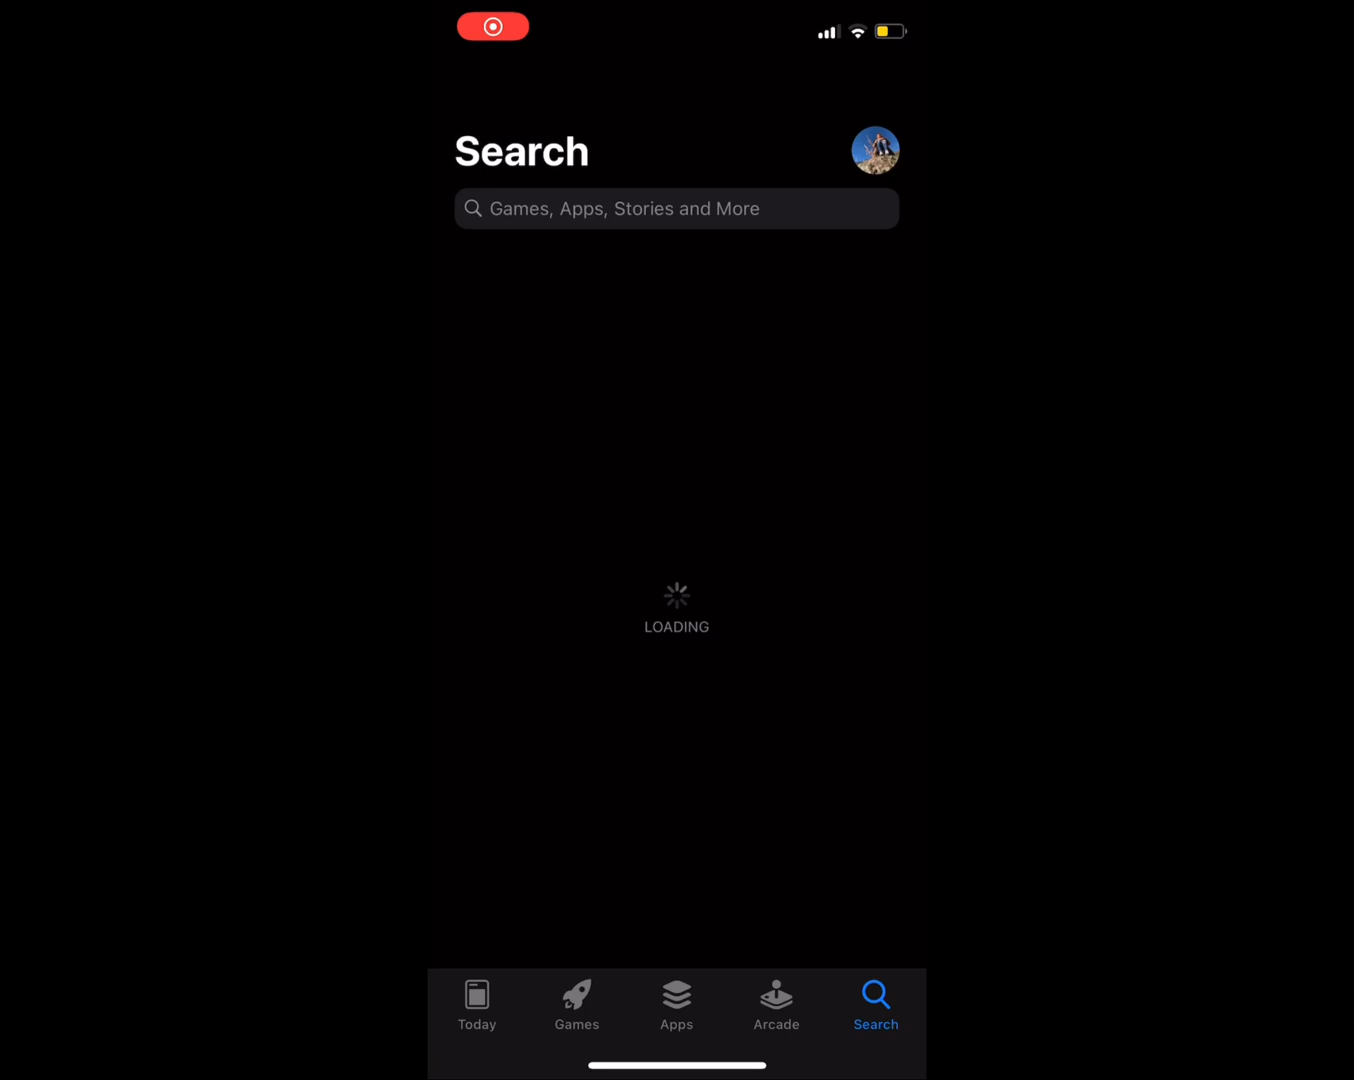 Search
Games, Apps, Stories and More
LOADING
Today
Games
Apps
Arcade
Search